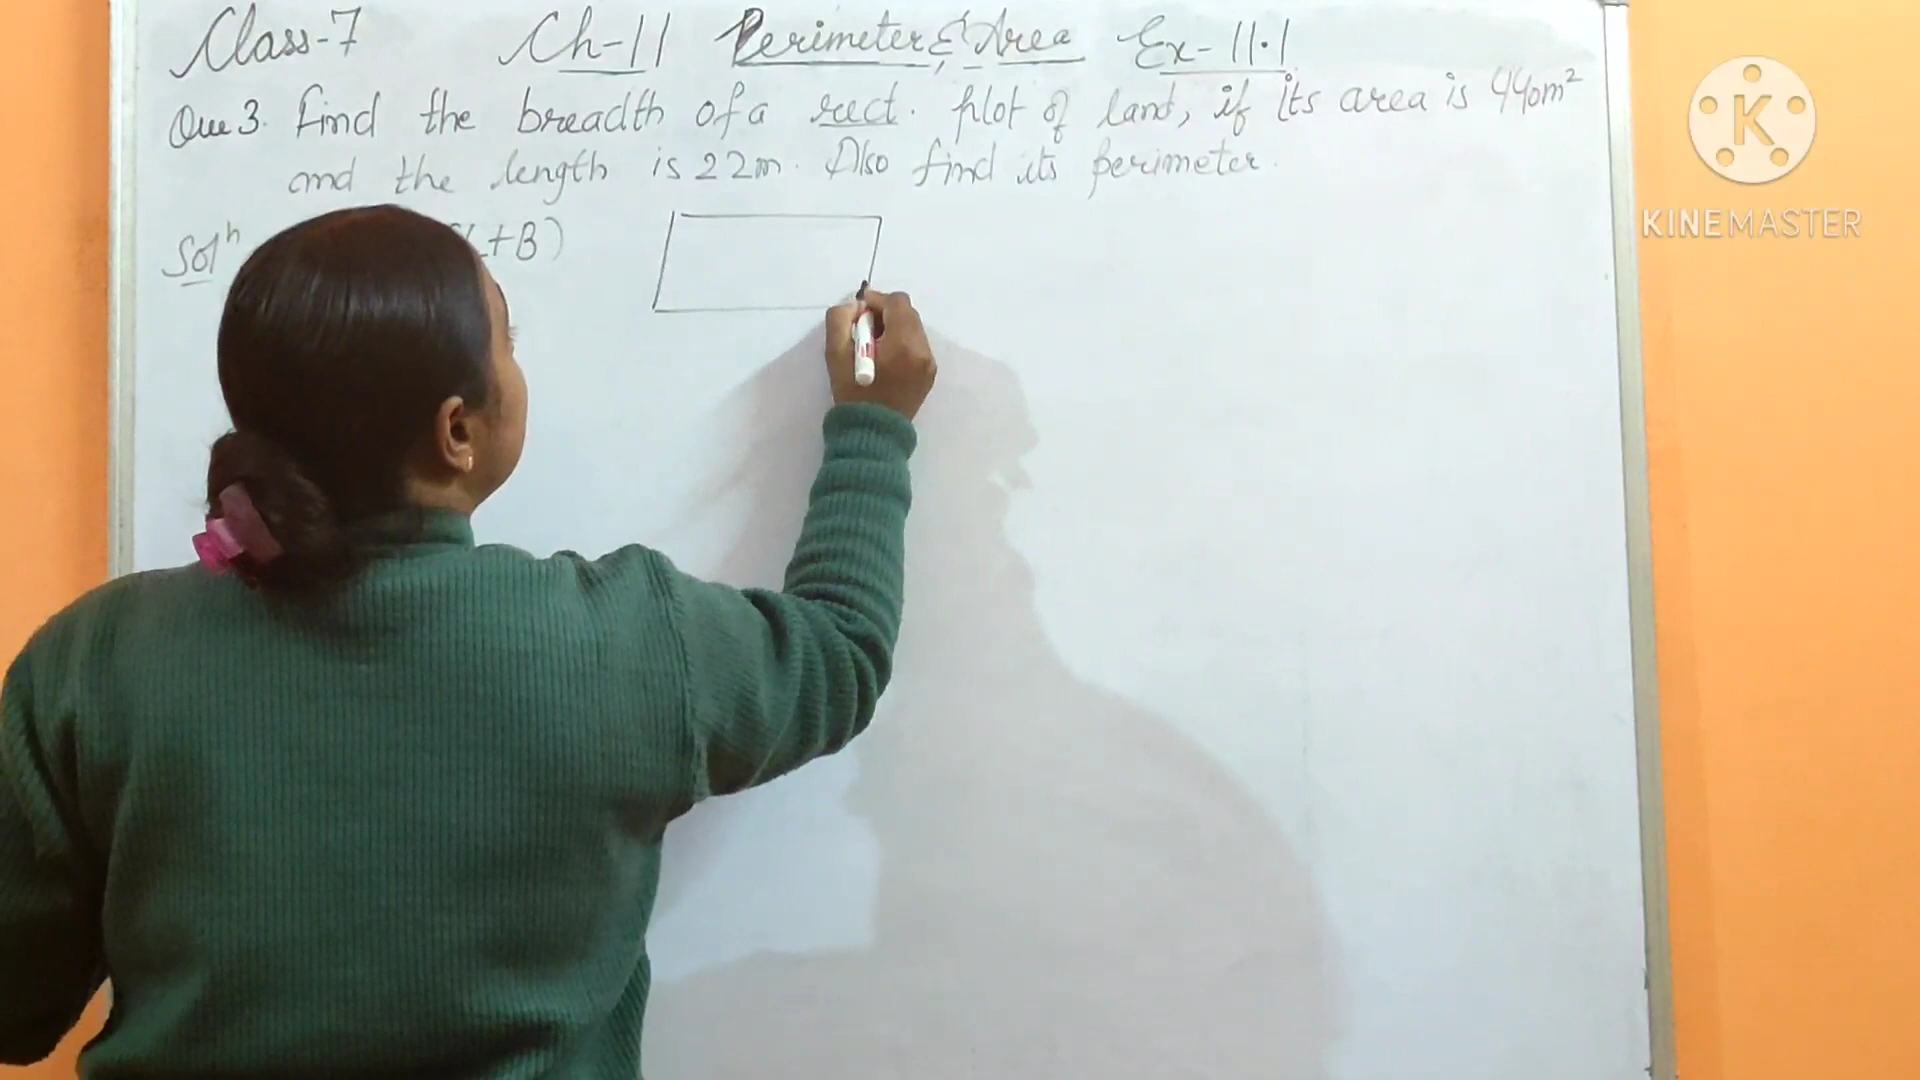 Class-7 Ch-11 Perimeter & Area Ex-11.1
Que 3. Find the breadth of a rect. plot of land, if its area is 440m²
and the length is 22m. Also find its perimeter.
Solⁿ L+B)
K
KINEMASTER